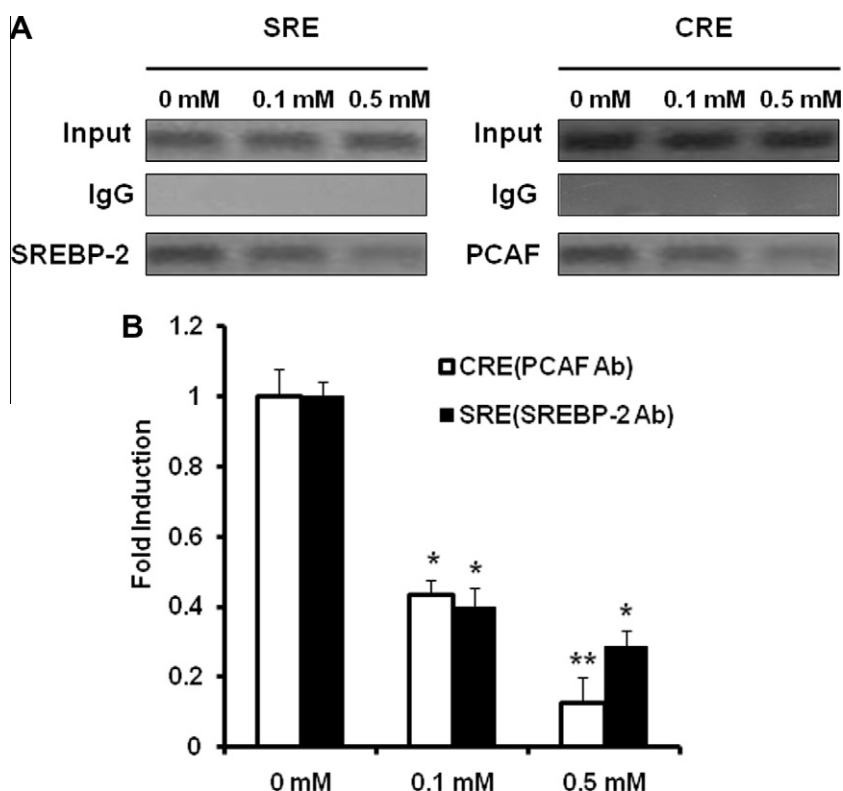 A
SRE
CRE
0 mM 0.1 mM 0.5 mM
0 mM 0.1 mM 0.5 mM
Input
Input
IgG
IgG
SREBP-2
PCAF
B
Fold Induction
1.2
1
0.8
0.6
0.4
0.2
0
CRE(PCAF Ab)
SRE(SREBP-2 Ab)
* *
** *
0 mM 0.1 mM 0.5 mM